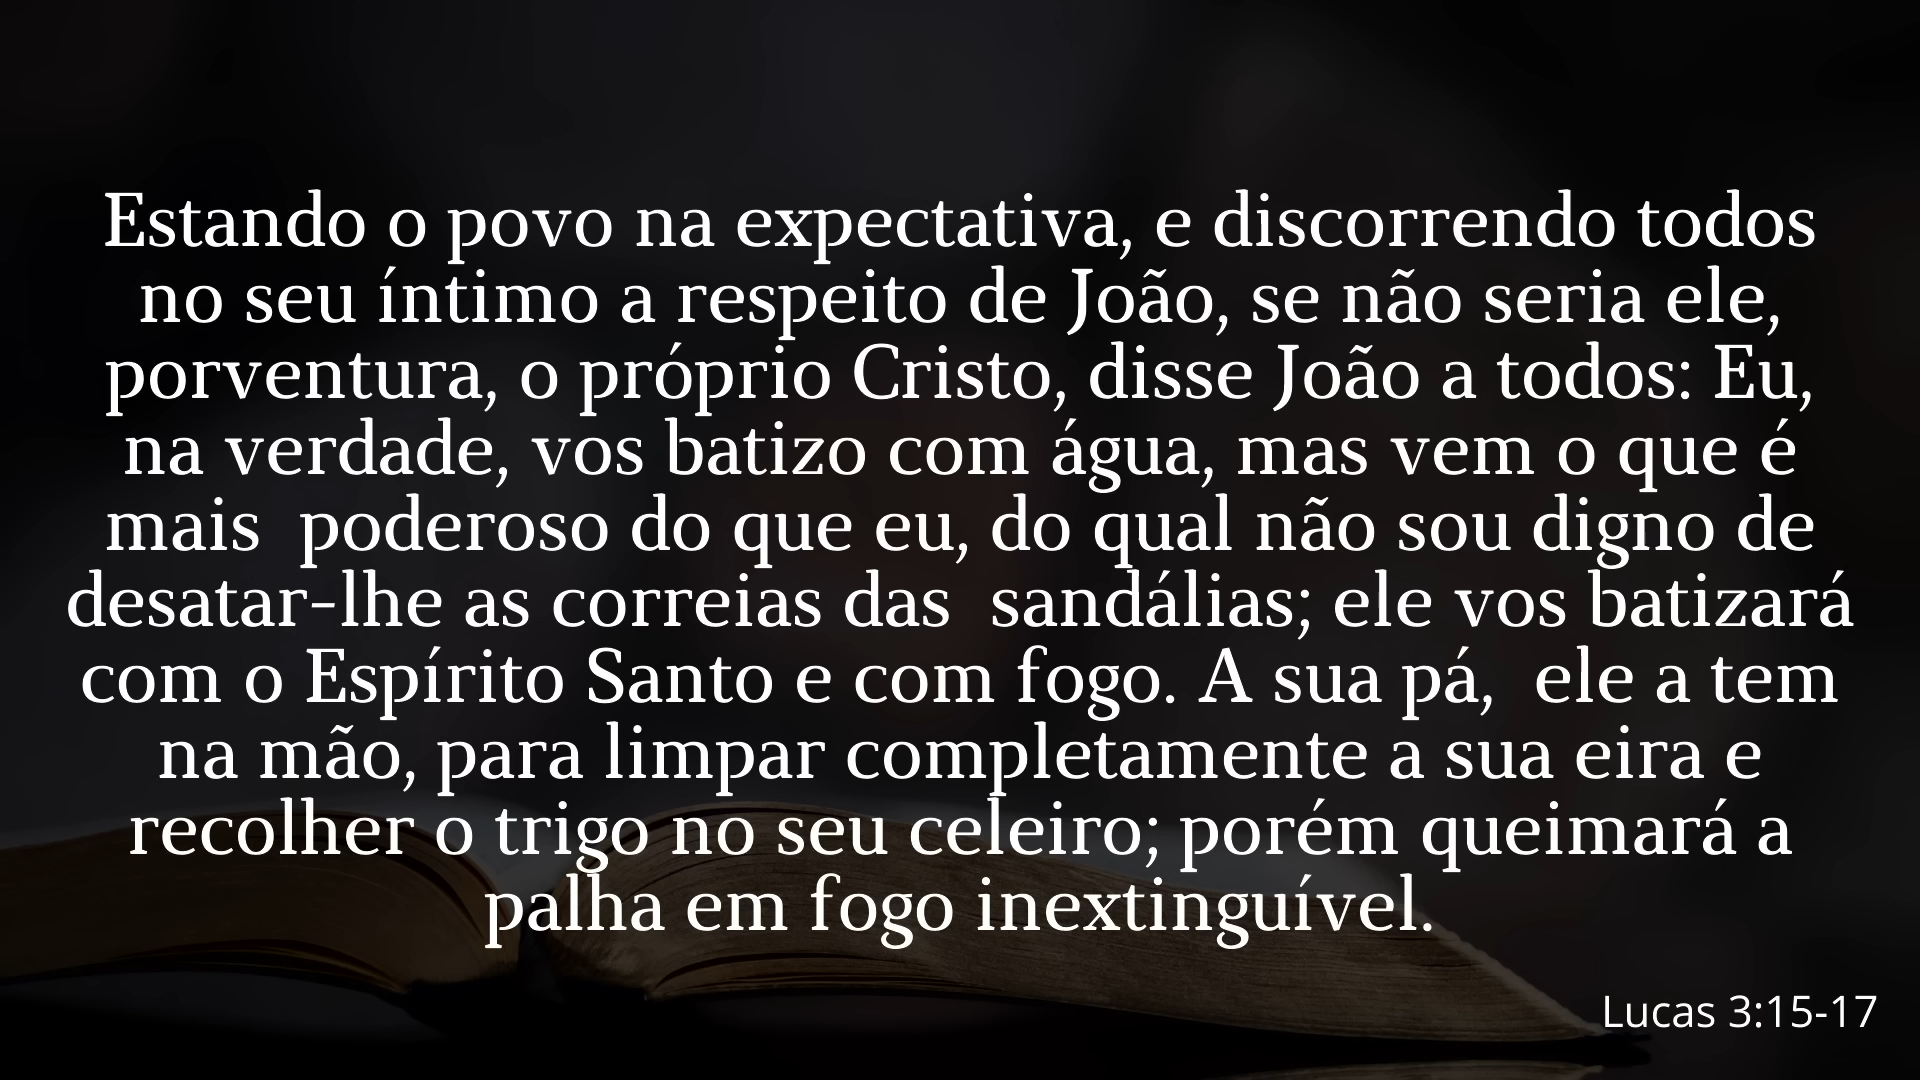 Estando o povo na expectativa, e discorrendo todos
no seu íntimo a respeito de João, se não seria ele,
porventura, o próprio Cristo, disse João a todos: Eu,
na verdade, vos batizo com água, mas vem o que é
mais  poderoso do que eu, do qual não sou digno de
desatar-lhe as correias das  sandálias; ele vos batizará
com o Espírito Santo e com fogo. A sua pá,  ele a tem
na mão, para limpar completamente a sua eira e
recolher o trigo no seu celeiro; porém queimará a
palha em fogo inextinguível.
Lucas 3:15-17